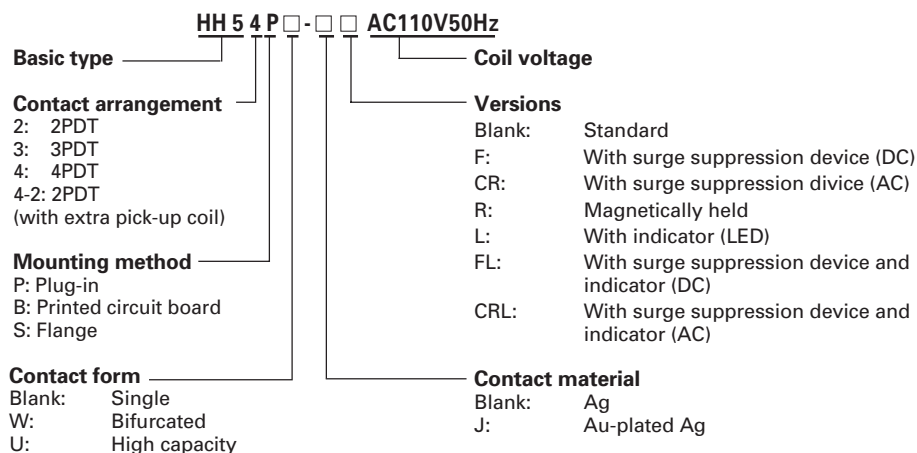 HH 5 4 P □ - □ □ AC110V50Hz
Basic type
Coil voltage
Contact arrangement
2: 2PDT
3: 3PDT
4: 4PDT
4-2: 2PDT
(with extra pick-up coil)
Mounting method
P: Plug-in
B: Printed circuit board
S: Flange
Contact form
Blank: Single
W: Bifurcated
U: High capacity
Versions
Blank: Standard
F: With surge suppression device (DC)
CR: With surge suppression divice (AC)
R: Magnetically held
L: With indicator (LED)
FL: With surge suppression device and
indicator (DC)
CRL: With surge suppression device and
indicator (AC)
Contact material
Blank: Ag
J: Au-plated Ag